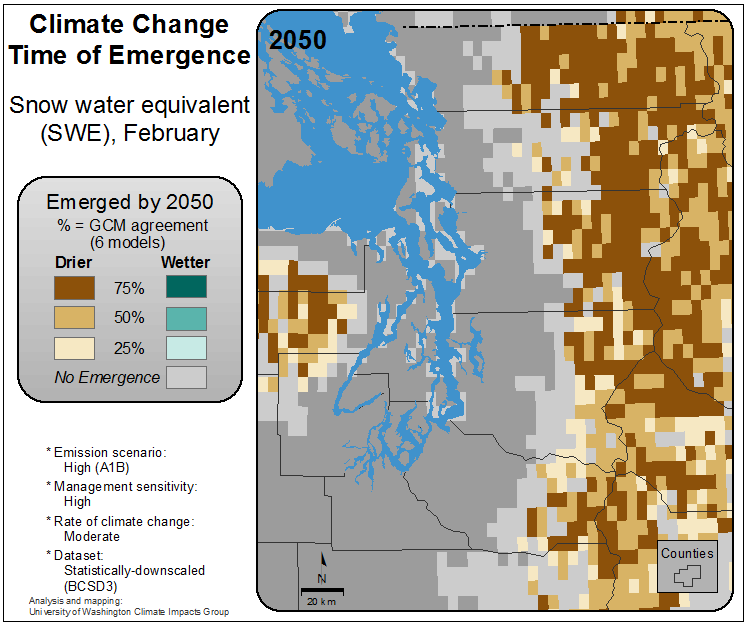 Climate Change
Time of Emergence
Snow water equivalent
(SWE), February
Emerged by 2050
% = GCM agreement
(6 models)
Drier Wetter
75%
50%
25%
No Emergence
* Emission scenario:
High (A1B)
* Management sensitivity:
High
* Rate of climate change:
Moderate
* Dataset:
Statistically-downscaled
(BCSD3)
Analysis and mapping:
University of Washington Climate Impacts Group
2050
N
20 km
Counties